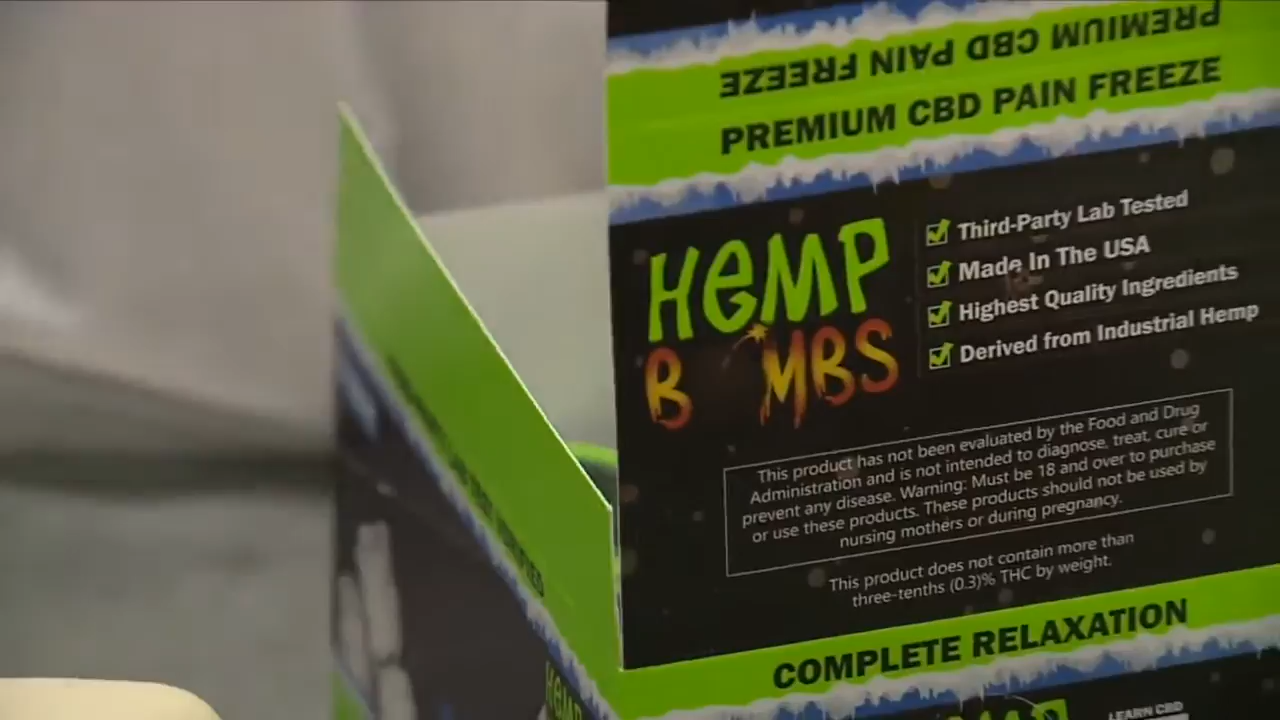 PREMIUM CBD PAIN FREEZE
PREMIUM CBD PAIN FREEZE
HEMP
BOMBS
Third-Party Lab Tested
Made In The USA
Highest Quality Ingredients
Derived from Industrial Hemp
This product has not been evaluated by the Food and Drug
Administration and is not intended to diagnose, treat, cure or
prevent any disease. Warning: Must be 18 and over to purchase
or use these products. These products should not be used by
nursing mothers or during pregnancy.
This product does not contain more than
three-tenths (0.3)% THC by weight.
COMPLETE RELAXATION
LEARN CBD
HEMP